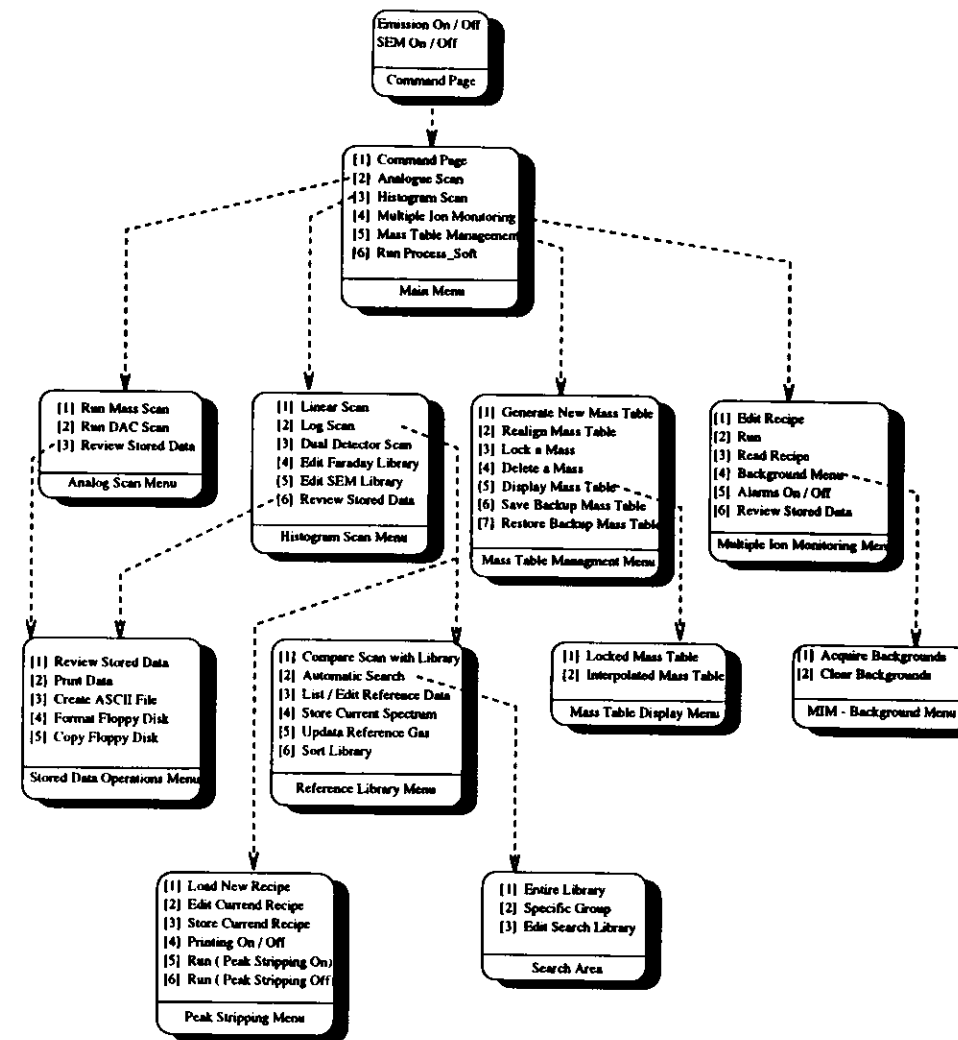 Emission On / Off
SEM On / Off
Command Page
[1] Command Page
[2] Analogue Scan
[3] Histogram Scan
[4] Multiple Ion Monitoring
[5] Mass Table Management
[6] Run Process_Soft
Main Menu
[1] Run Mass Scan
[2] Run DAC Scan
[3] Review Stored Data
Analog Scan Menu
[1] Linear Scan
[2] Log Scan
[3] Dual Detector Scan
[4] Edit Faraday Library
[5] Edit SEM Library
[6] Review Stored Data
Histogram Scan Menu
[1] Generate New Mass Table
[2] Realign Mass Table
[3] Lock a Mass
[4] Delete a Mass
[5] Display Mass Table
[6] Save Backup Mass Table
[7] Restore Backup Mass Table
Mass Table Managment Menu
[1] Edit Recipe
[2] Run
[3] Read Recipe
[4] Background Menu
[5] Alarms On / Off
[6] Review Stored Data
Multiple Ion Monitoring Menu
[1] Review Stored Data
[2] Print Data
[3] Create ASCII File
[4] Format Floppy Disk
[5] Copy Floppy Disk
Stored Data Operations Menu
[1] Compare Scan with Library
[2] Automatic Search
[3] List / Edit Reference Data
[4] Store Current Spectrum
[5] Updata Reference Gas
[6] Sort Library
Reference Library Menu
[1] Locked Mass Table
[2] Interpolated Mass Table
Mass Table Display Menu
[1] Acquire Backgrounds
[2] Clear Backgrounds
MIM - Background Menu
[1] Load New Recipe
[2] Edit Currend Recipe
[3] Store Currend Recipe
[4] Printing On / Off
[5] Run ( Peak Stripping On)
[6] Run ( Peak Stripping Off)
Peak Stripping Menu
[1] Entire Library
[2] Specific Group
[3] Edit Search Library
Search Area